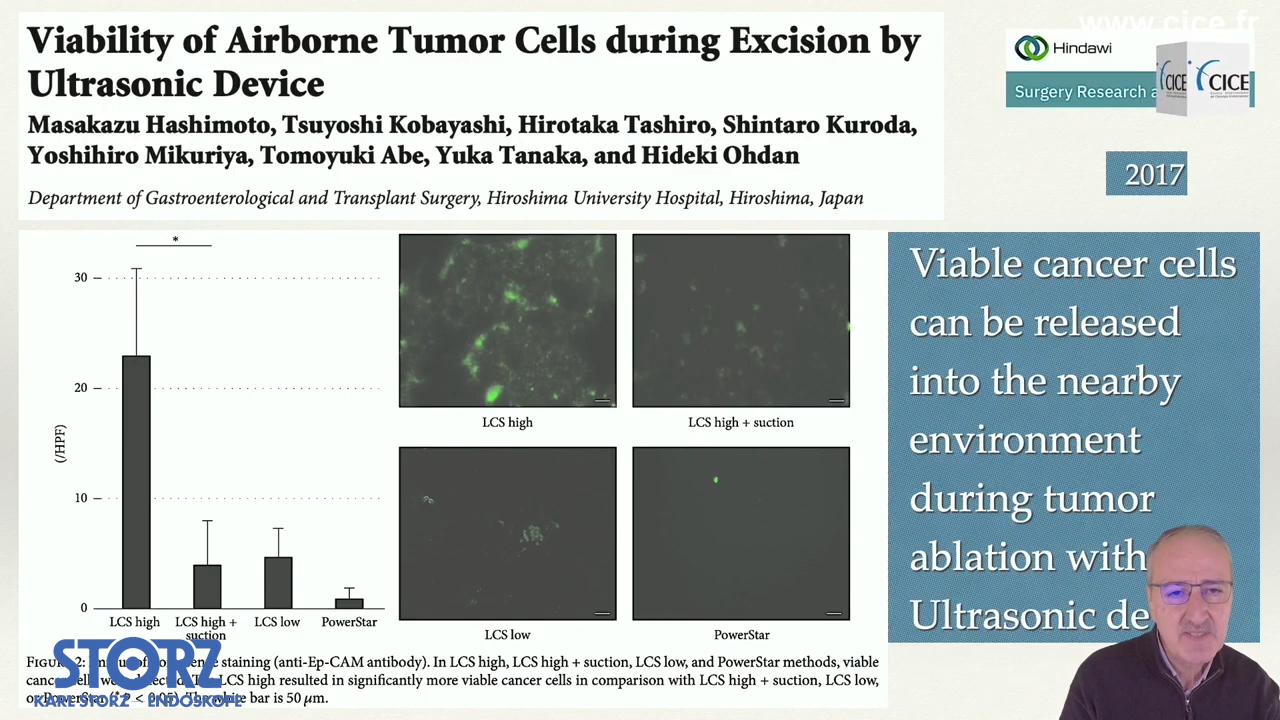 www.cice.fr
Viability of Airborne Tumor Cells during Excision by
Ultrasonic Device
Masakazu Hashimoto, Tsuyoshi Kobayashi, Hirotaka Tashiro, Shintaro Kuroda,
Yoshihiro Mikuriya, Tomoyuki Abe, Yuka Tanaka, and Hideki Ohdan
Department of Gastroenterological and Transplant Surgery, Hiroshima University Hospital, Hiroshima, Japan
Hindawi
Surgery Research a
CICE
CICE
2017
*
30
20
10
0
(/HPF)
LCS high
LCS high +
suction
LCS low
PowerStar
LCS high
LCS high + suction
LCS low
PowerStar
2: staining (anti-Ep-CAM antibody). In LCS high, LCS high + suction, LCS low, and PowerStar methods, viable
LCS high resulted in significantly more viable cancer cells in comparison with LCS high + suction, LCS low,
or PowerStar (*P < 0.05). The white bar is 50 μm.
STORZ
KARL STORZ – ENDOSKOPE
Viable cancer cells
can be released
into the nearby
environment
during tumor
ablation with
Ultrasonic de